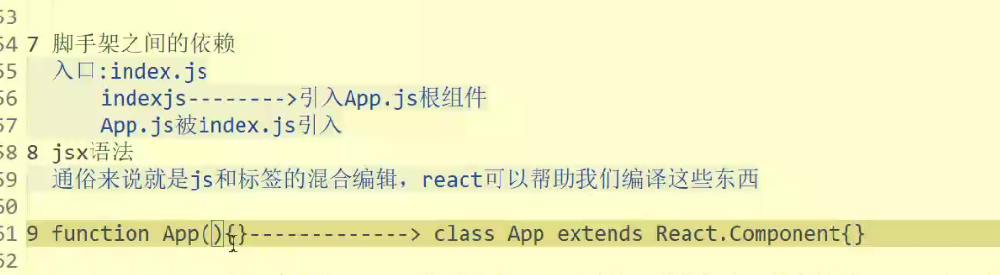 53
54 7 脚手架之间的依赖
55 入口:index.js
56 indexjs-------->引入App.js根组件
57 App.js被index.js引入
58 8 jsx语法
59 通俗来说就是js和标签的混合编辑，react可以帮助我们编译这些东西
60
61 9 function App(){}-------------> class App extends React.Component{}
62